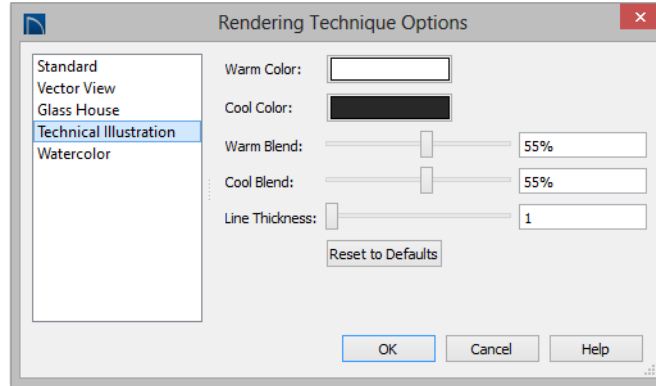 Rendering Technique Options
Standard
Vector View
Glass House
Technical Illustration
Watercolor
Warm Color:
Cool Color:
Warm Blend: 55%
Cool Blend: 55%
Line Thickness: 1
Reset to Defaults
OK Cancel Help